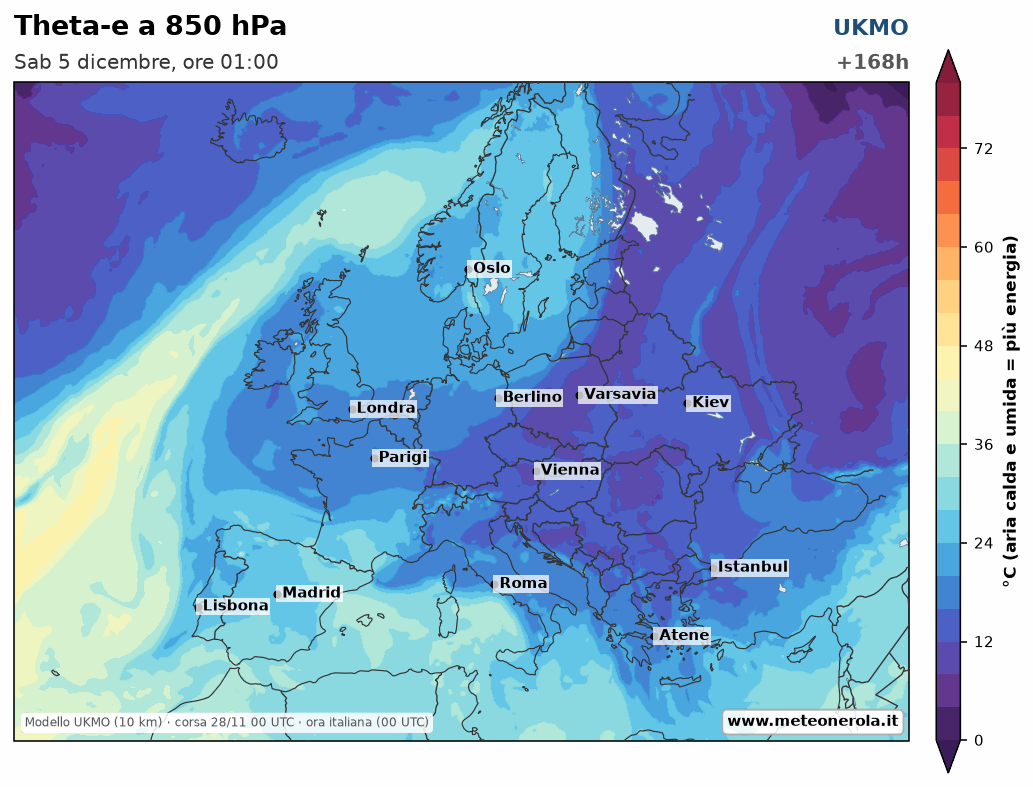 Theta-e a 850 hPa
UKMO
Sab 5 dicembre, ore 01:00
+168h
72
60
48
36
24
12
0
°C (aria calda e umida = più energia)
Oslo
Berlino
Varsavia
Kiev
Londra
Parigi
Vienna
Istanbul
Roma
Madrid
Lisbona
Atene
Modello UKMO (10 km) · corsa 28/11 00 UTC · ora italiana (00 UTC)
www.meteonerola.it